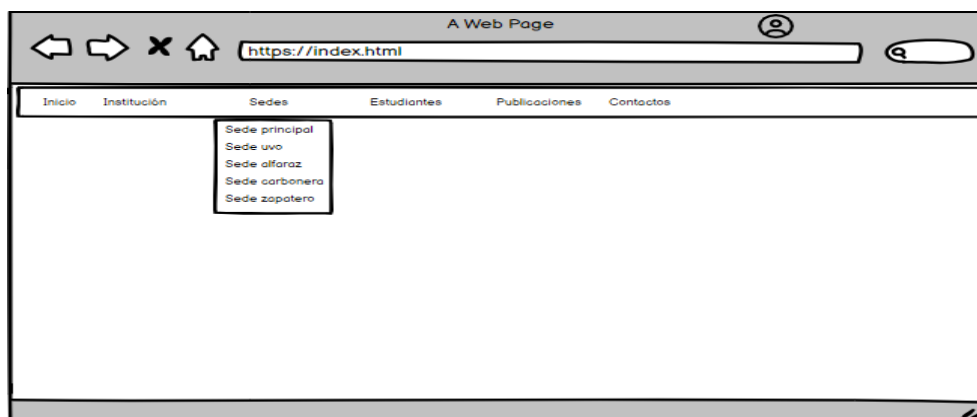 A Web Page
https://index.html
Inicio Institución Sedes Estudiantes Publicaciones Contactos
Sede principal
Sede uvo
Sede alfaraz
Sede carbonera
Sede zapatero